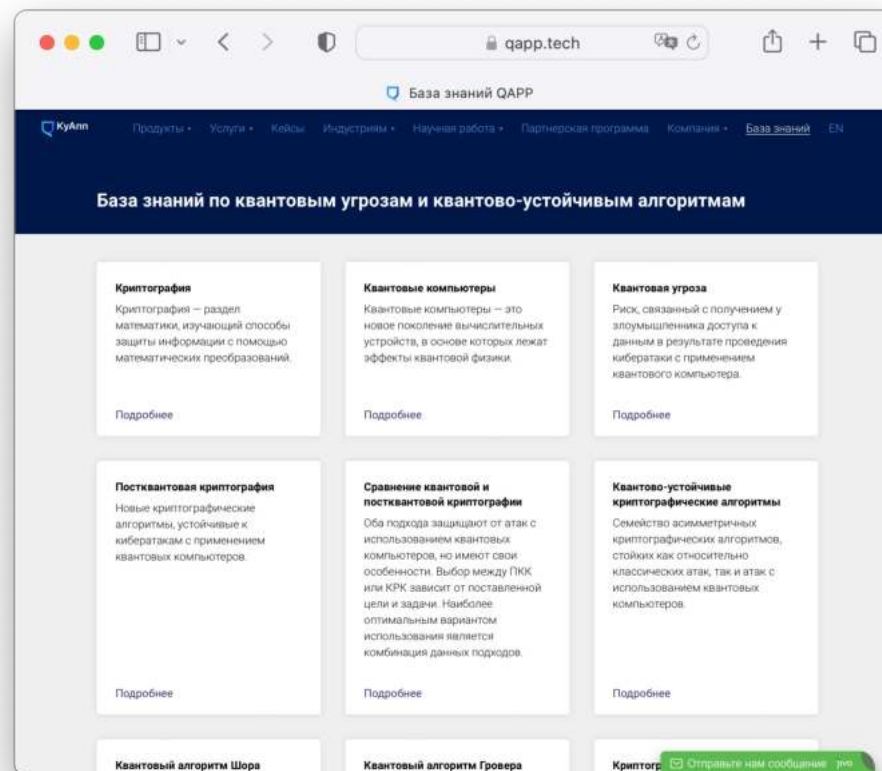 qapp.tech
База знаний QAPP
КуАпп Продукты Услуги Кейсы Индустриям Научная работа Партнерская программа Компания База знаний EN
База знаний по квантовым угрозам и квантово-устойчивым алгоритмам
Криптография
Криптография — раздел
математики, изучающий способы
защиты информации с помощью
математических преобразований.
Подробнее
Квантовые компьютеры
Квантовые компьютеры — это
новое поколение вычислительных
устройств, в основе которых лежат
эффекты квантовой физики.
Подробнее
Квантовая угроза
Риск, связанный с получением у
злоумышленника доступа к
данным в результате проведения
кибератаки с применением
квантового компьютера.
Подробнее
Постквантовая криптография
Новые криптографические
алгоритмы, устойчивые к
кибератакам с применением
квантовых компьютеров.
Подробнее
Сравнение квантовой и
постквантовой криптографии
Оба подхода защищают от атак с
использованием квантовых
компьютеров, но имеют свои
особенности. Выбор между ПКК
или КРК зависит от поставленной
цели и задачи. Наиболее
оптимальным вариантом
использования является
комбинация данных подходов.
Подробнее
Квантово-устойчивые
криптографические алгоритмы
Семейство асимметричных
криптографических алгоритмов,
стойких как относительно
классических атак, так и атак с
использованием квантовых
компьютеров.
Подробнее
Квантовый алгоритм Шора
Квантовый алгоритм Гровера
Криптогр
Отправьте нам сообщение jivo